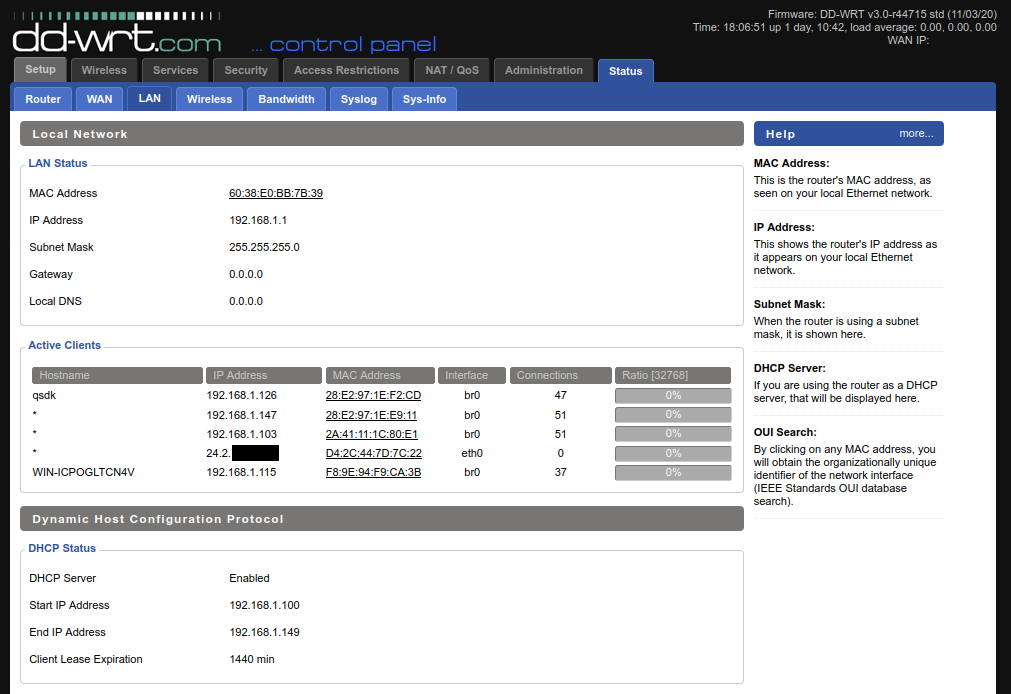 Firmware: DD-WRT v3.0-r44715 std (11/03/20)
Time: 18:06:51 up 1 day, 10:42, load average: 0.00, 0.00, 0.00
WAN IP:
dd-wrt.com ... control panel
Setup Wireless Services Security Access Restrictions NAT / QoS Administration Status
Router WAN LAN Wireless Bandwidth Syslog Sys-Info
Local Network
LAN Status
MAC Address 60:38:E0:BB:7B:39
IP Address 192.168.1.1
Subnet Mask 255.255.255.0
Gateway 0.0.0.0
Local DNS 0.0.0.0
Active Clients
Hostname IP Address MAC Address Interface Connections Ratio [32768]
qsdk 192.168.1.126 28:E2:97:1E:F2:CD br0 47 0%
* 192.168.1.147 28:E2:97:1E:E9:11 br0 51 0%
* 192.168.1.103 2A:41:11:1C:80:E1 br0 51 0%
* 24.2. D4:2C:44:7D:7C:22 eth0 0 0%
WIN-ICPOGLTCN4V 192.168.1.115 F8:9E:94:F9:CA:3B br0 37 0%
Dynamic Host Configuration Protocol
DHCP Status
DHCP Server Enabled
Start IP Address 192.168.1.100
End IP Address 192.168.1.149
Client Lease Expiration 1440 min
Help more...
MAC Address:
This is the router's MAC address, as
seen on your local Ethernet network.
IP Address:
This shows the router's IP address as
it appears on your local Ethernet
network.
Subnet Mask:
When the router is using a subnet
mask, it is shown here.
DHCP Server:
If you are using the router as a DHCP
server, that will be displayed here.
OUI Search:
By clicking on any MAC address, you
will obtain the organizationally unique
identifier of the network interface
(IEEE Standards OUI database
search).